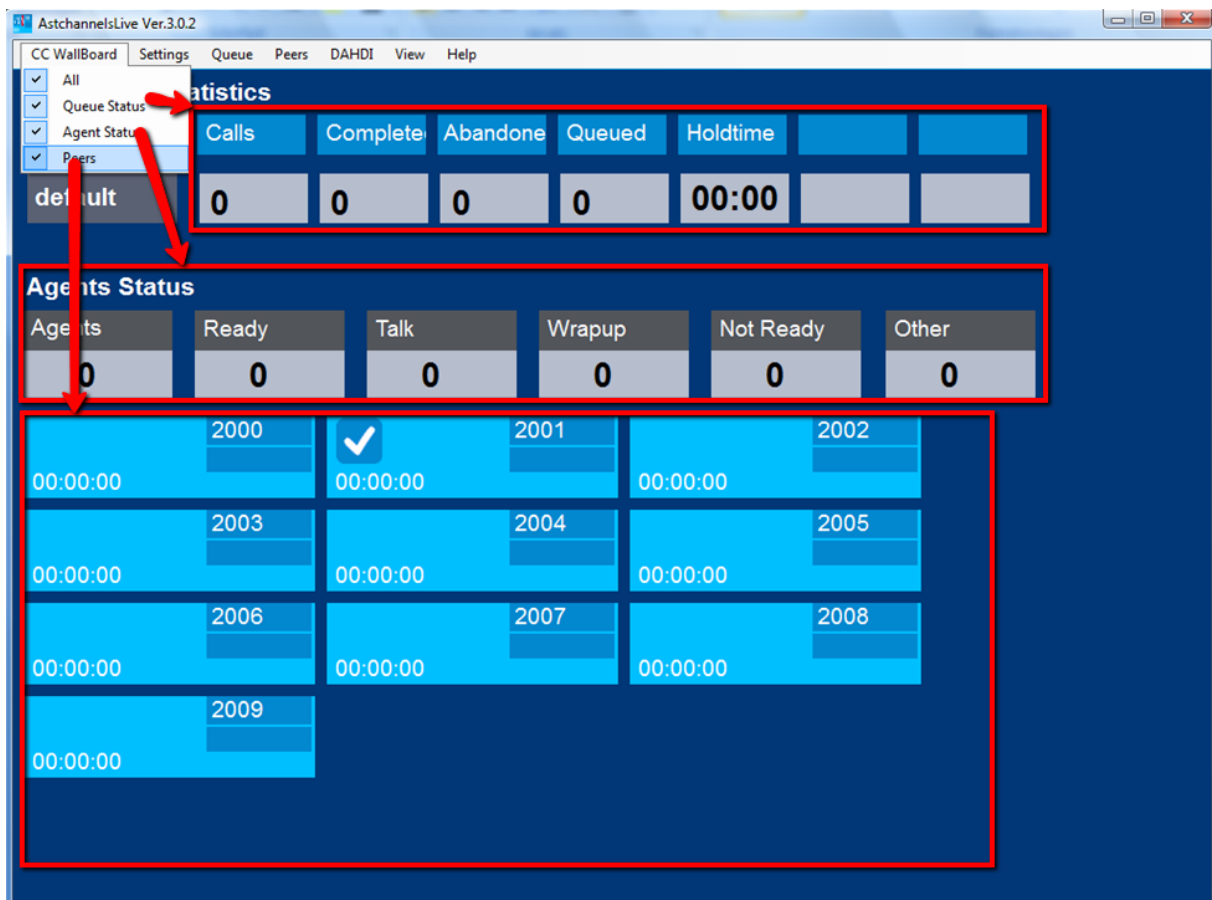 AstchannelsLive Ver.3.0.2
CC WallBoard Settings Queue Peers DAHDI View Help
All
Queue Status
Agent Status
Peers
atistics
Calls Complete Abandone Queued Holdtime
default 0 0 0 0 00:00
Agents Status
Agents Ready Talk Wrapup Not Ready Other
0 0 0 0 0 0
2000 2001 2002
00:00:00 00:00:00 00:00:00
2003 2004 2005
00:00:00 00:00:00 00:00:00
2006 2007 2008
00:00:00 00:00:00 00:00:00
2009
00:00:00